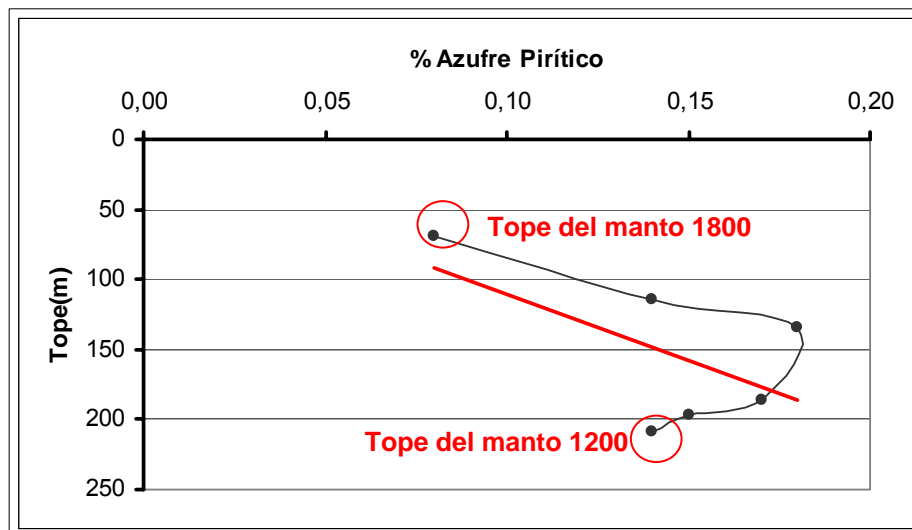 % Azufre Pirítico
0,00 0,05 0,10 0,15 0,20
0
50
Tope del manto 1800
100
Tope(m)
150
200
Tope del manto 1200
250